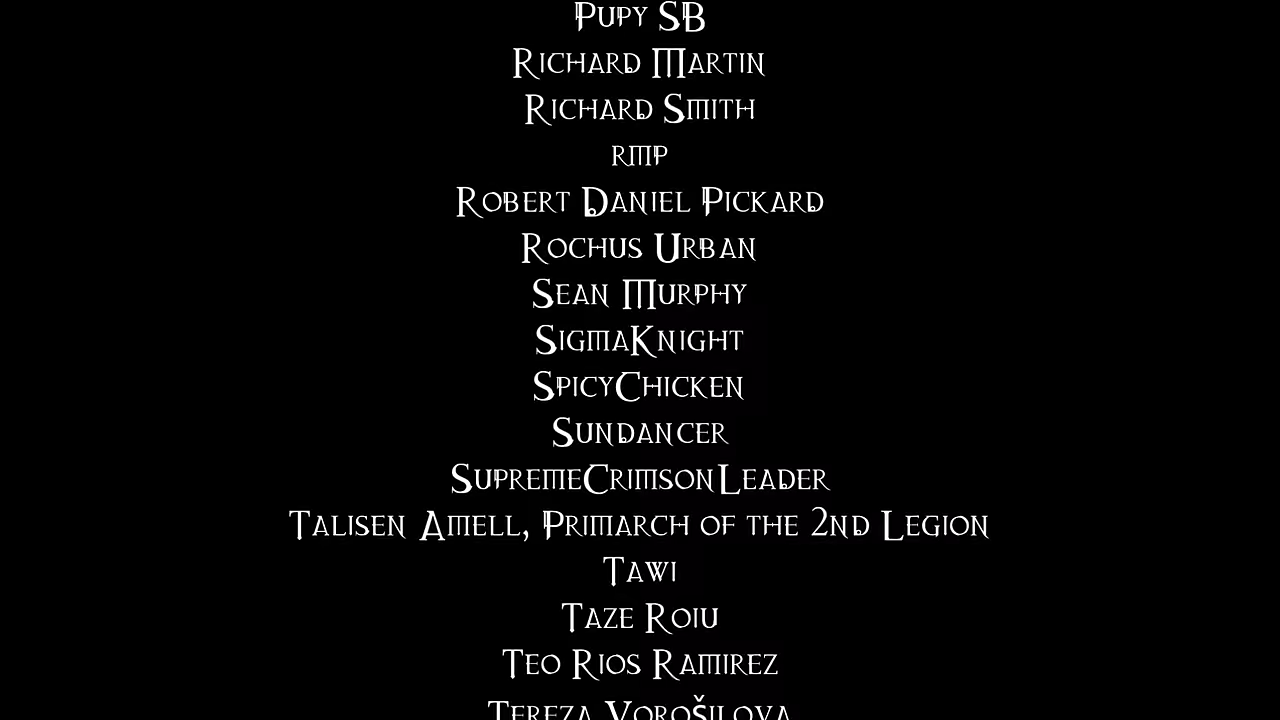 Pupy SB
Richard Martin
Richard Smith
rmp
Robert Daniel Pickard
Rochus Urban
Sean Murphy
SigmaKnight
SpicyChicken
Sundancer
SupremeCrimsonLeader
Talisen Amell, Primarch of the 2nd Legion
Tawi
Taze Roiu
Teo Rios Ramirez
Tereza Vorošilova